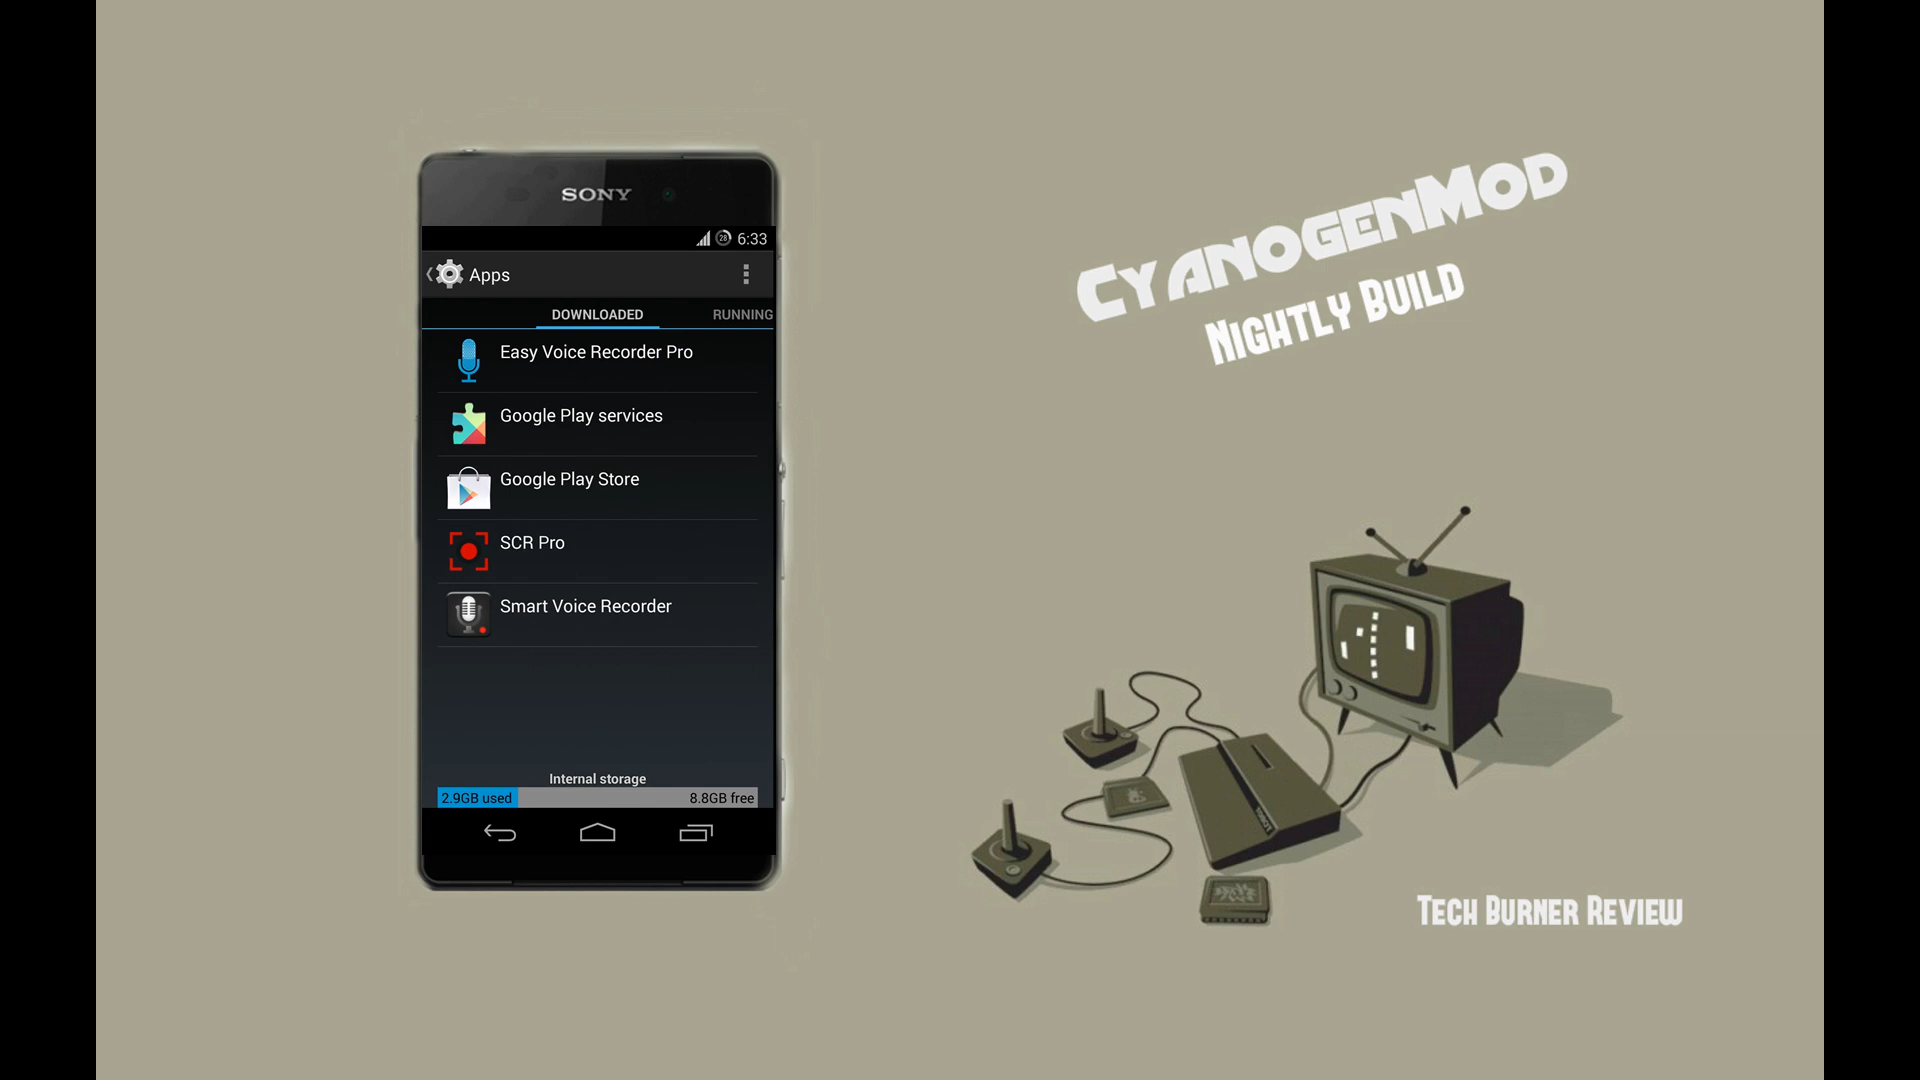 SONY
28 6:33
Apps
DOWNLOADED RUNNING
Easy Voice Recorder Pro
Google Play services
Google Play Store
SCR Pro
Smart Voice Recorder
Internal storage
2.9GB used 8.8GB free
CyanogenMod
Nightly Build
Tech Burner Review